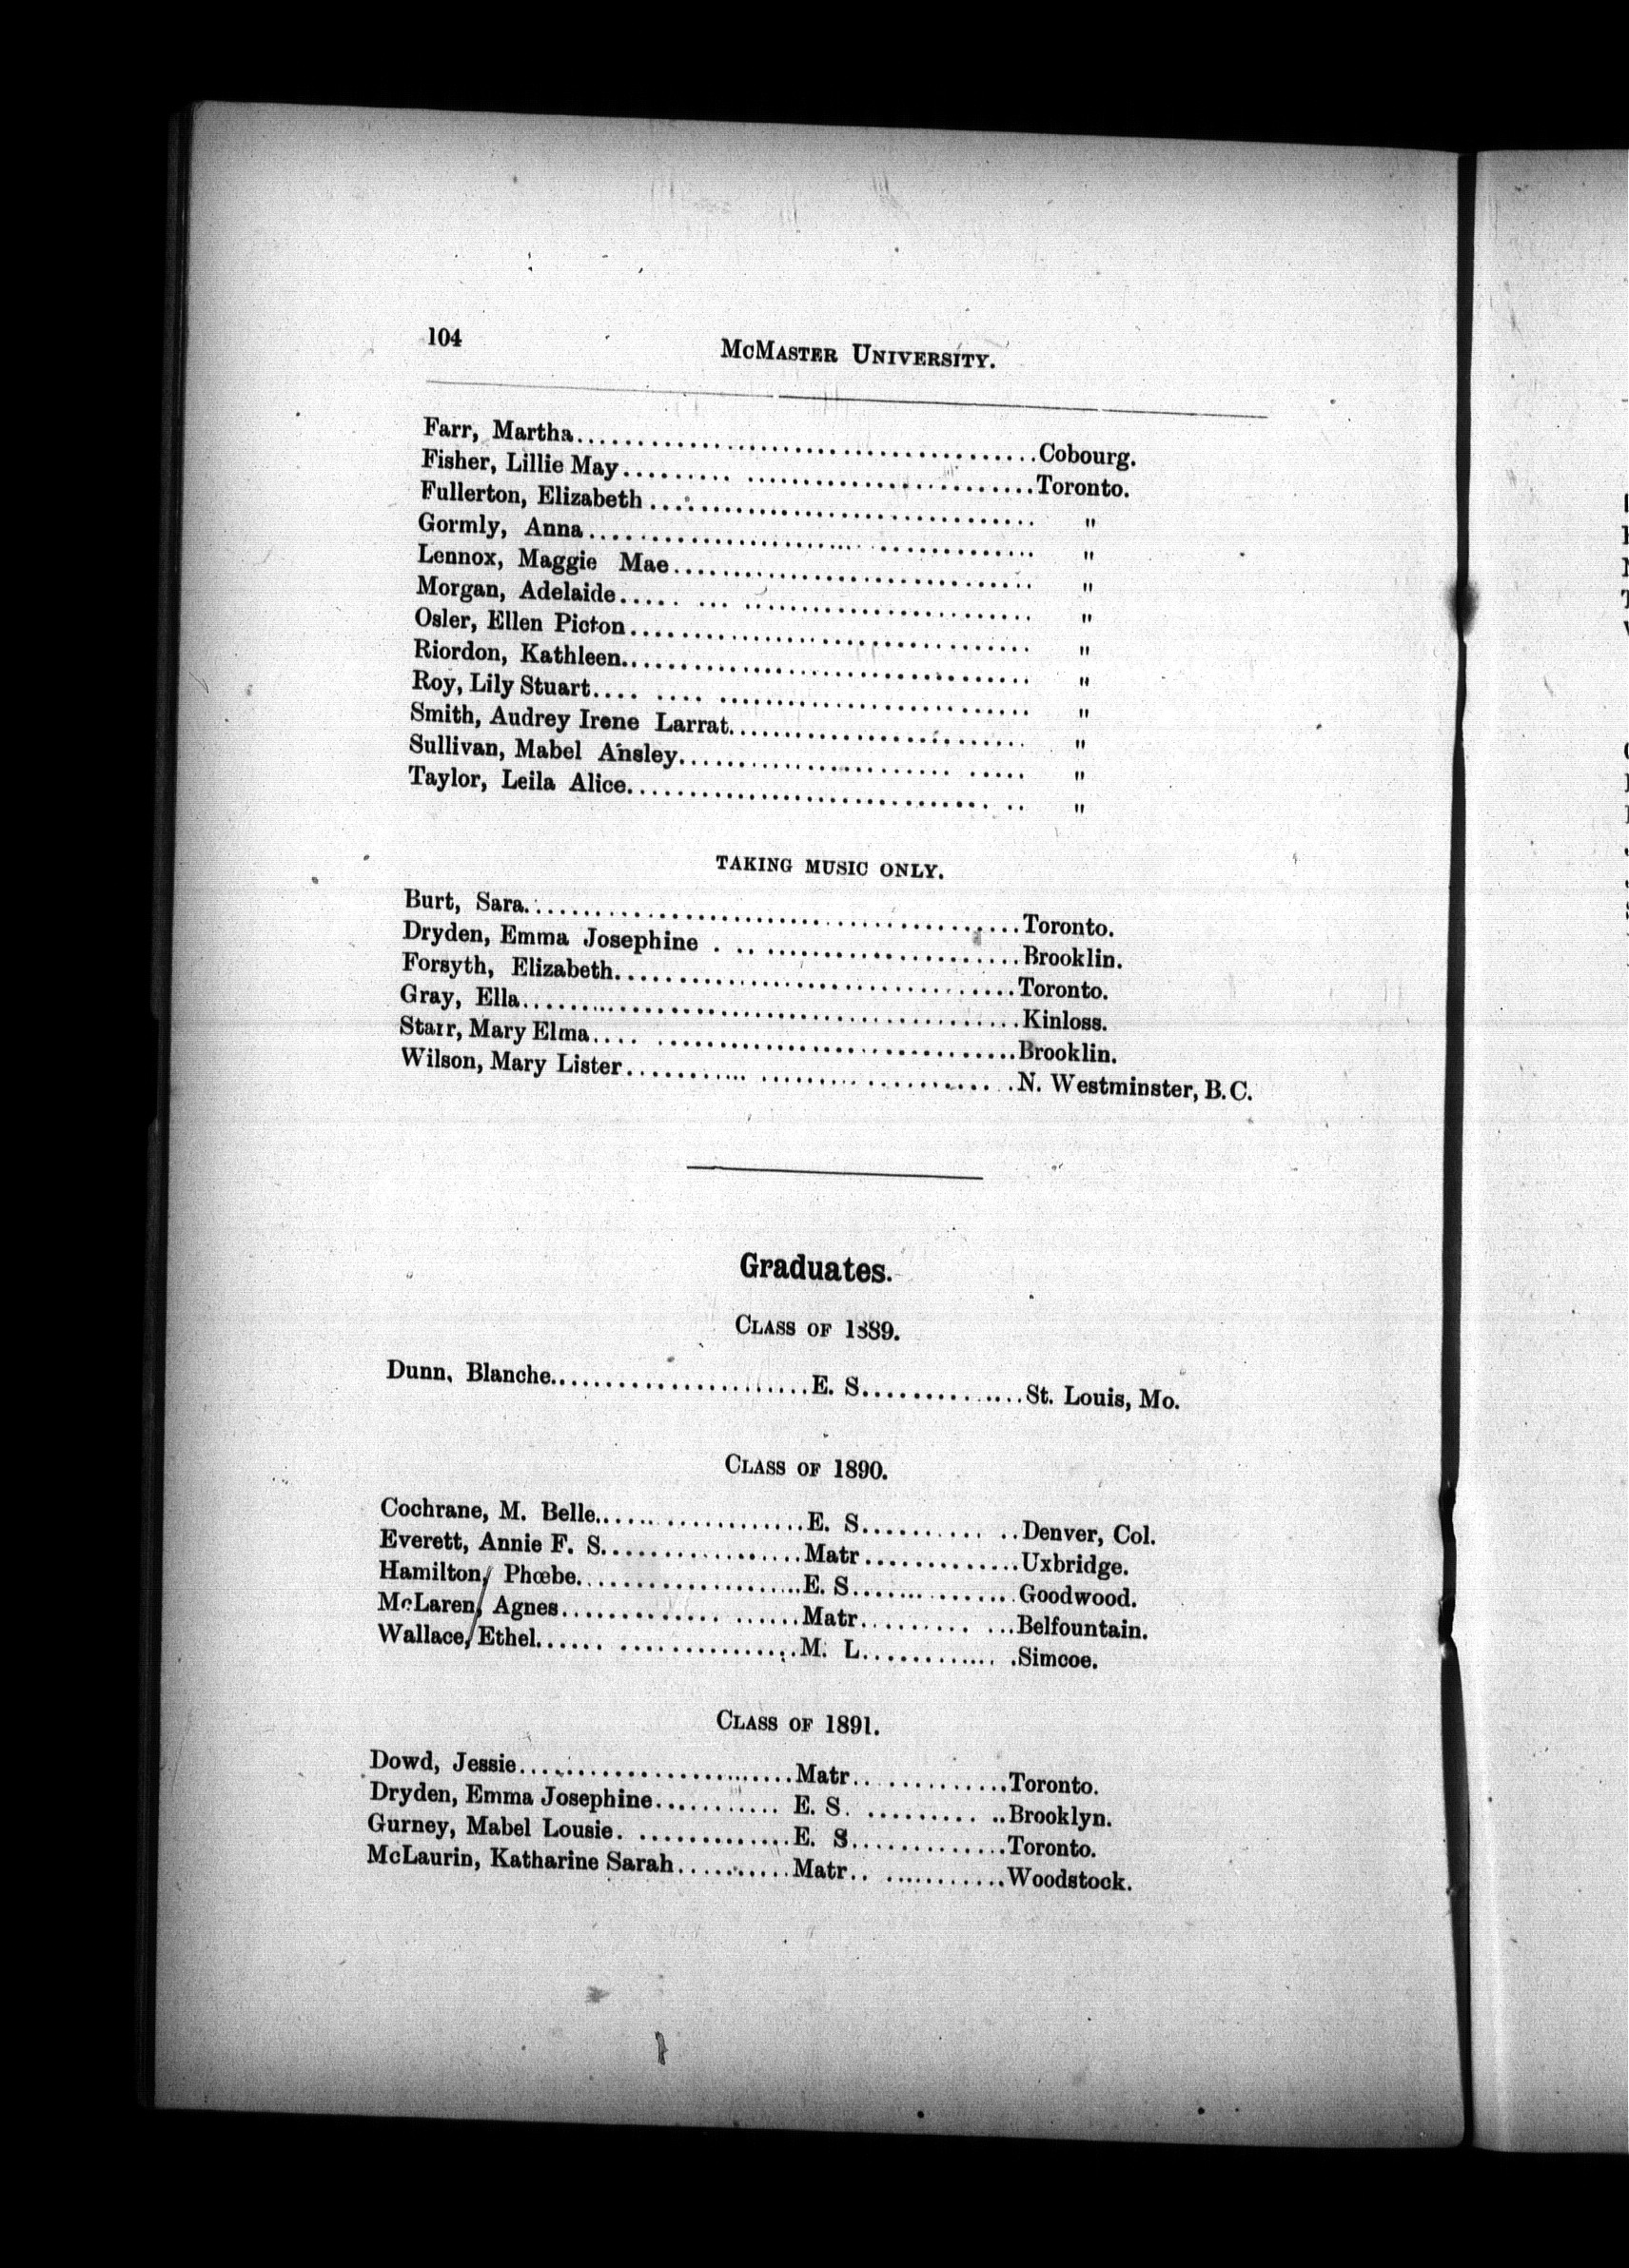 104
McMaster University.
Farr, Martha........................................Cobourg.
Fisher, Lillie May........................................Toronto.
Fullerton, Elizabeth........................................"
Gormly, Anna........................................"
Lennox, Maggie Mae........................................"
Morgan, Adelaide........................................"
Osler, Ellen Picton........................................"
Riordon, Kathleen........................................"
Roy, Lily Stuart........................................"
Smith, Audrey Irene Larrat.............................."
Sullivan, Mabel Ansley.............................."
Taylor, Leila Alice.............................."
TAKING MUSIC ONLY.
Burt, Sara........................................Toronto.
Dryden, Emma Josephine..............................Brooklin.
Forsyth, Elizabeth..............................Toronto.
Gray, Ella........................................Kinloss.
Starr, Mary Elma..............................Brooklin.
Wilson, Mary Lister..............................N. Westminster, B.C.
Graduates.
Class of 1889.
Dunn, Blanche....................E. S..............St. Louis, Mo.
Class of 1890.
Cochrane, M. Belle....................E. S............Denver, Col.
Everett, Annie F. S..................Matr.............Uxbridge.
Hamilton, Phœbe....................E. S..............Goodwood.
McLaren, Agnes....................Matr.............Belfountain.
Wallace, Ethel....................M. L.............Simcoe.
Class of 1891.
Dowd, Jessie....................Matr.............Toronto.
Dryden, Emma Josephine...........E. S.............Brooklyn.
Gurney, Mabel Lousie..............E. S.............Toronto.
McLaurin, Katharine Sarah..........Matr.............Woodstock.